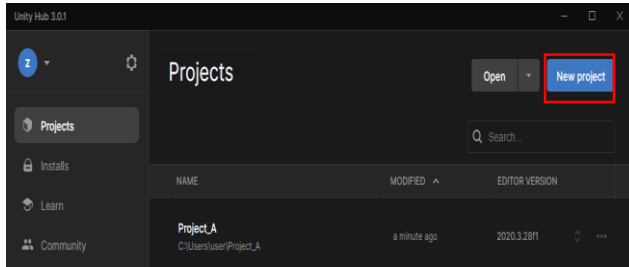 Unity Hub 3.0.1
Z
Projects
Open
New project
Projects
Search...
Installs
NAME
MODIFIED
EDITOR VERSION
Learn
Project_A
C:\Users\user\Project_A
a minute ago
2020.3.28f1
Community